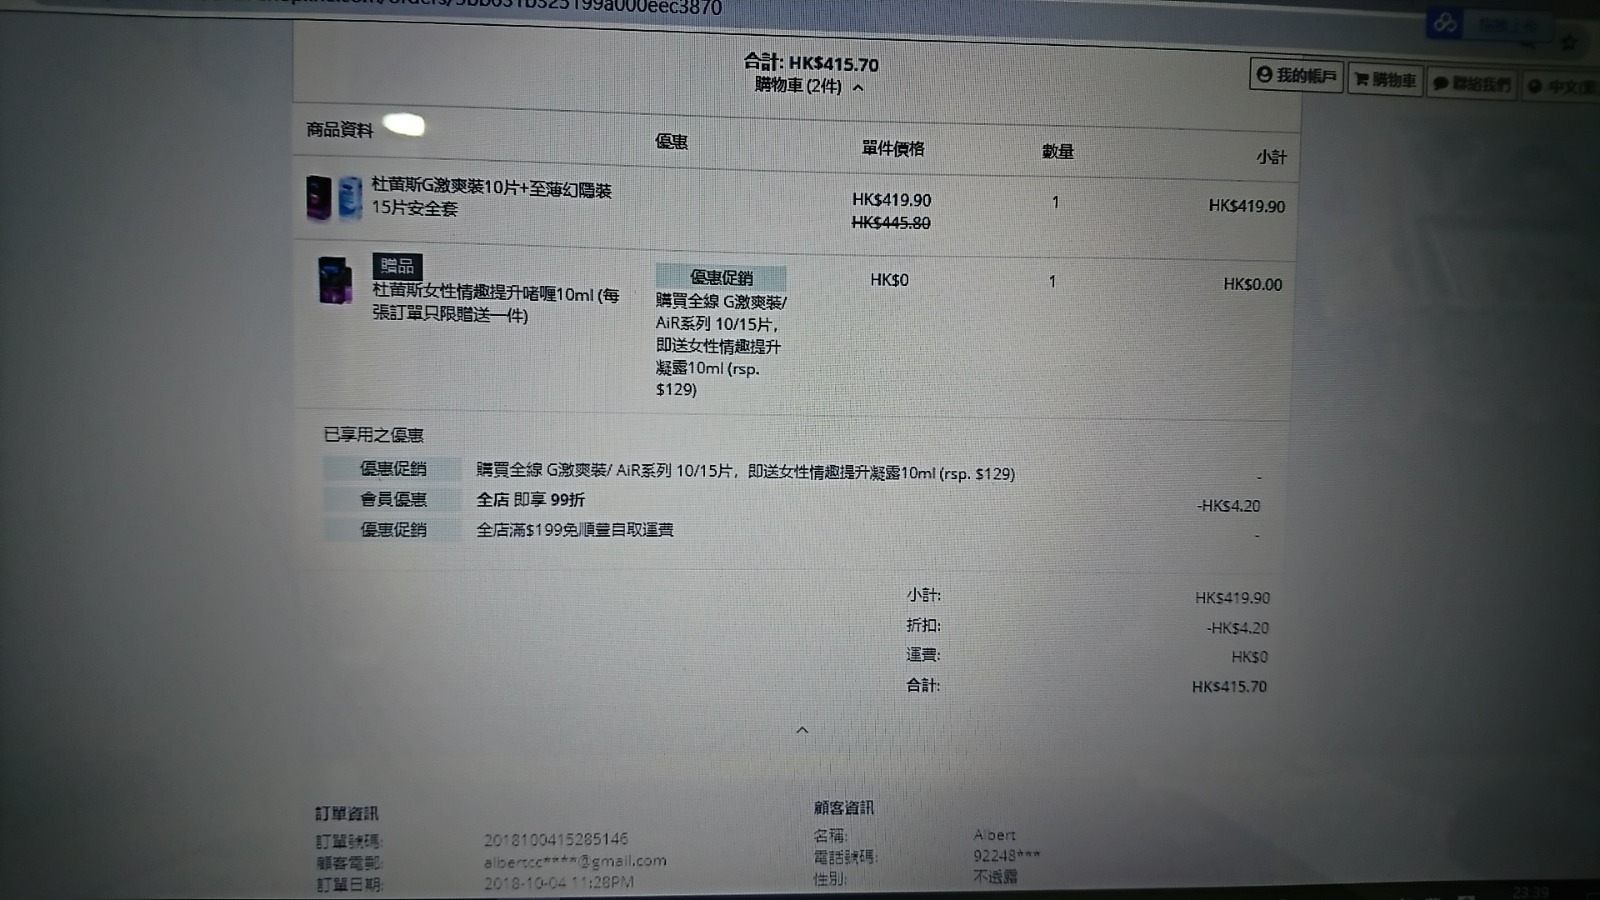 合計: HK$415.70
購物車 (2件)
我的帳戶
購物車
聯絡我們
商品資料
優惠
單件價格
數量
小計
杜蕾斯G激爽裝10片+至薄幻隱裝
15片安全套
HK$419.90
HK$445.80
1
HK$419.90
贈品
杜蕾斯女性情趣提升啫喱10ml (每
張訂單只限贈送一件)
優惠促銷
購買全線 G激爽裝/
AiR系列 10/15片，
即送女性情趣提升
凝露10ml (rsp.
$129)
HK$0
1
HK$0.00
已享用之優惠
優惠促銷
購買全線 G激爽裝/ AiR系列 10/15片，即送女性情趣提升凝露10ml (rsp. $129)
-
會員優惠
全店 即享 99折
-HK$4.20
優惠促銷
全店滿$199免順豐自取運費
-
小計:
HK$419.90
折扣:
-HK$4.20
運費:
HK$0
合計:
HK$415.70
訂單資訊
訂單號碼:
20181004152851​46
顧客電郵:
albertcc****@gmail.com
訂單日期:
2018-10-04 11:28PM
顧客資訊
名稱:
Albert
電話號碼:
92248***
性別:
不透露
23:39